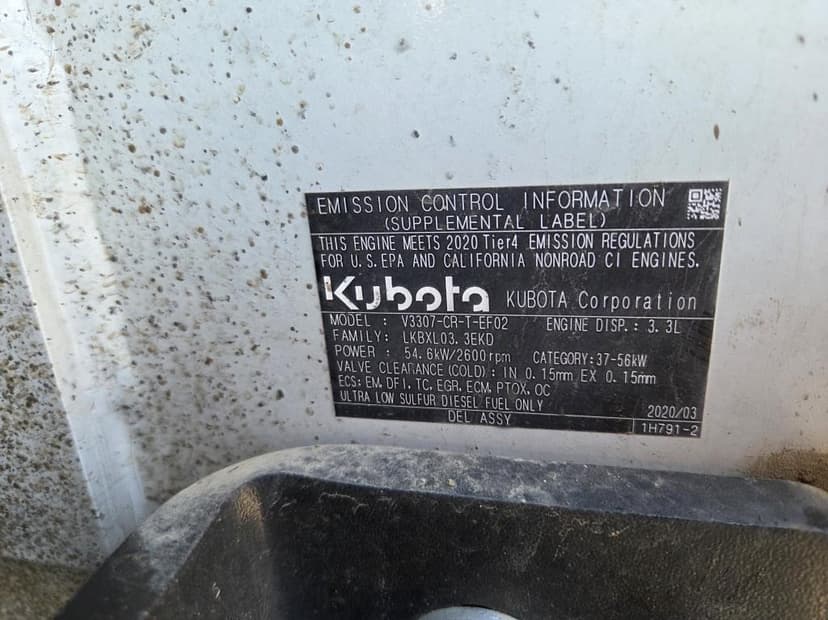 EMISSION CONTROL INFORMATION
(SUPPLEMENTAL LABEL)
THIS ENGINE MEETS 2020 Tier4 EMISSION REGULATIONS
FOR U.S.EPA AND CALIFORNIA NONROAD CI ENGINES.
Kubota KUBOTA Corporation
MODEL : V3307-CR-T-EF02 ENGINE DISP.: 3.3L
FAMILY: LKBXL03.3EKD
POWER : 54.6kW/2600rpm CATEGORY:37-56kW
VALVE CLEARANCE(COLD): IN 0.15mm EX 0.15mm
ECS: EM, DFI, TC, EGR, ECM, PTOX, OC
ULTRA LOW SULFUR DIESEL FUEL ONLY 2020/03
DEL ASSY 1H791-2